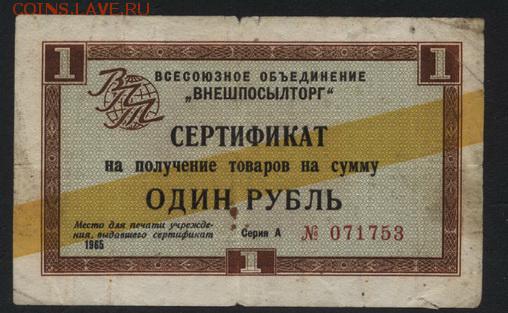 COINS.LAVE.RU
1 1
ВПТ
ВСЕСОЮЗНОЕ ОБЪЕДИНЕНИЕ
„ВНЕШПОСЫЛТОРГ"
СЕРТИФИКАТ
на получение товаров на сумму
ОДИН РУБЛЬ
Место для печати учрежде-
ния, выдавшего сертификат
1965
Серия А № 071753
1